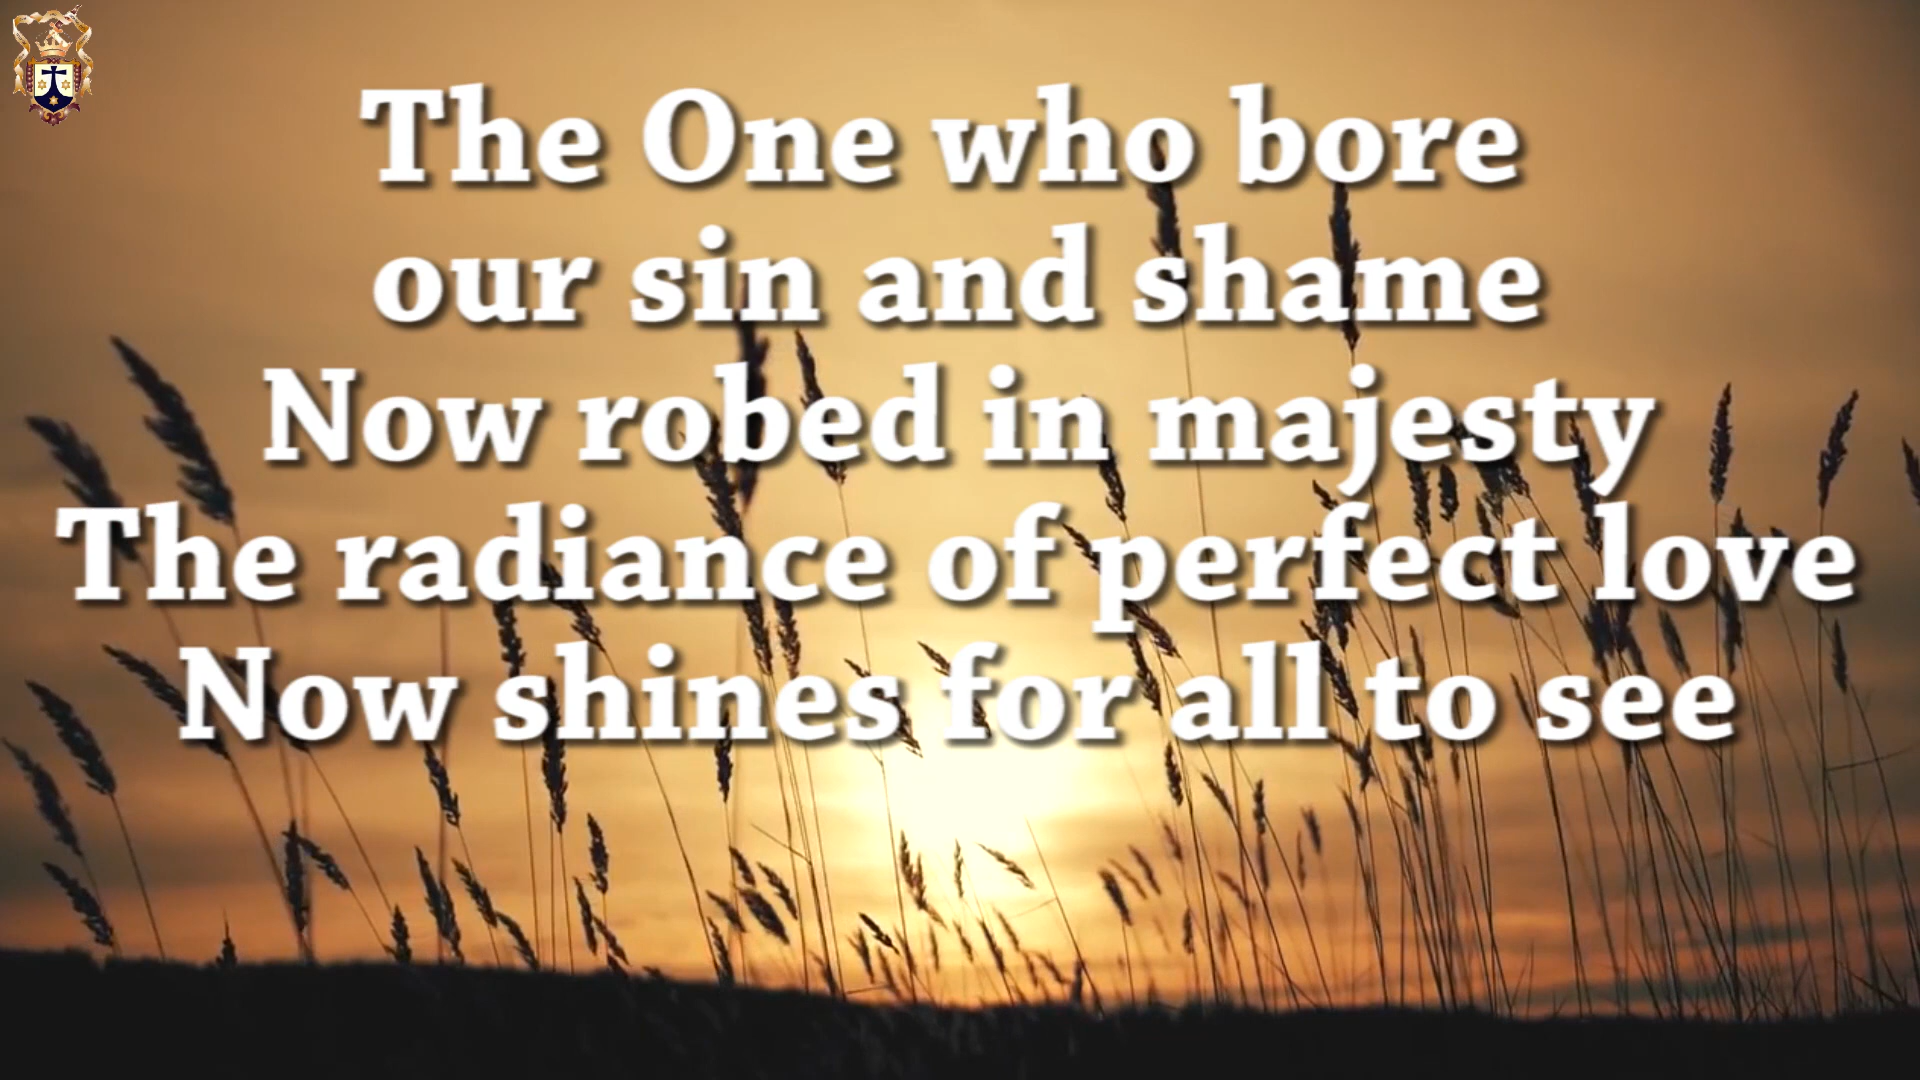 The One who bore
our sin and shame
Now robed in majesty
The radiance of perfect love
Now shines for all to see